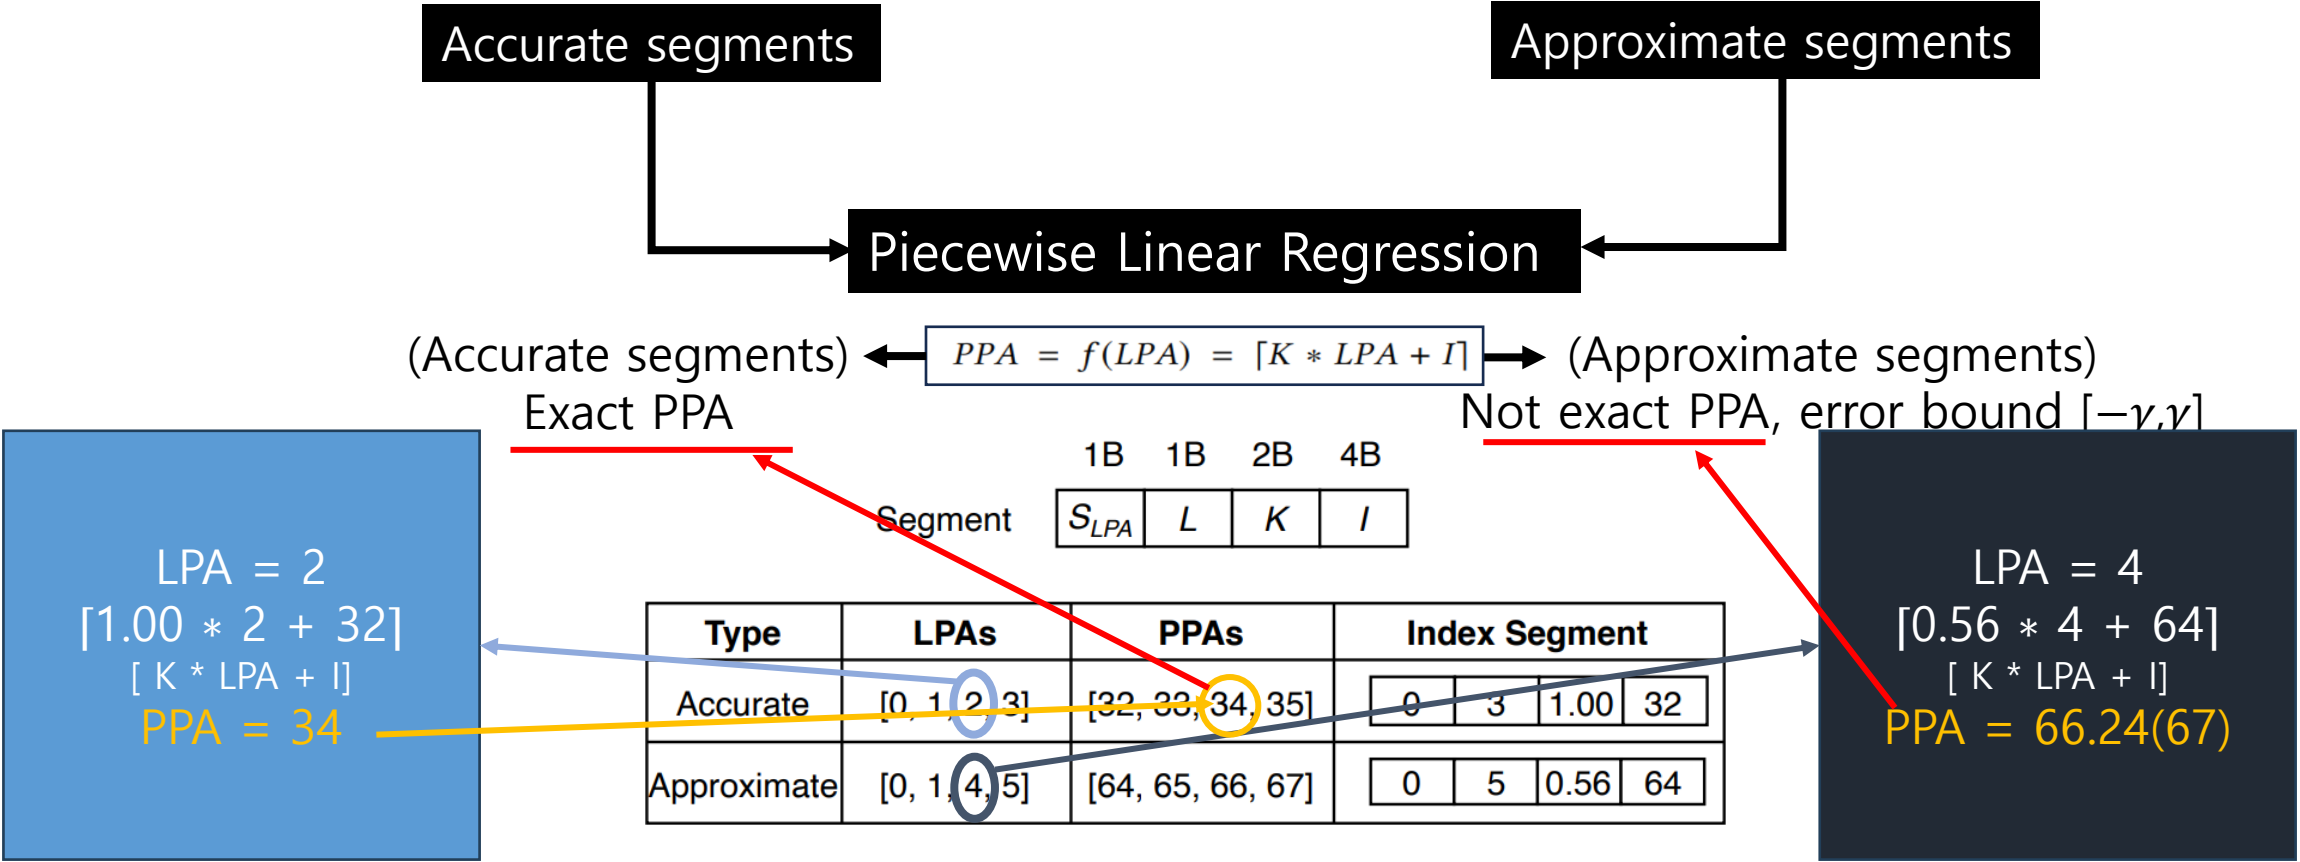 Accurate segments
Approximate segments
Piecewise Linear Regression
(Accurate segments)
PPA = f(LPA) = ⌈K * LPA + I⌉
(Approximate segments)
Exact PPA
Not exact PPA, error bound [−γ,γ]
1B 1B 2B 4B
Segment S_LPA L K I
LPA = 2
⌈1.00 * 2 + 32⌉
[ K * LPA + I]
PPA = 34
Type LPAs PPAs Index Segment
Accurate [0, 1, 2, 3] [32, 33, 34, 35] 0 3 1.00 32
Approximate [0, 1, 4, 5] [64, 65, 66, 67] 0 5 0.56 64
LPA = 4
⌈0.56 * 4 + 64⌉
[ K * LPA + I]
PPA = 66.24(67)